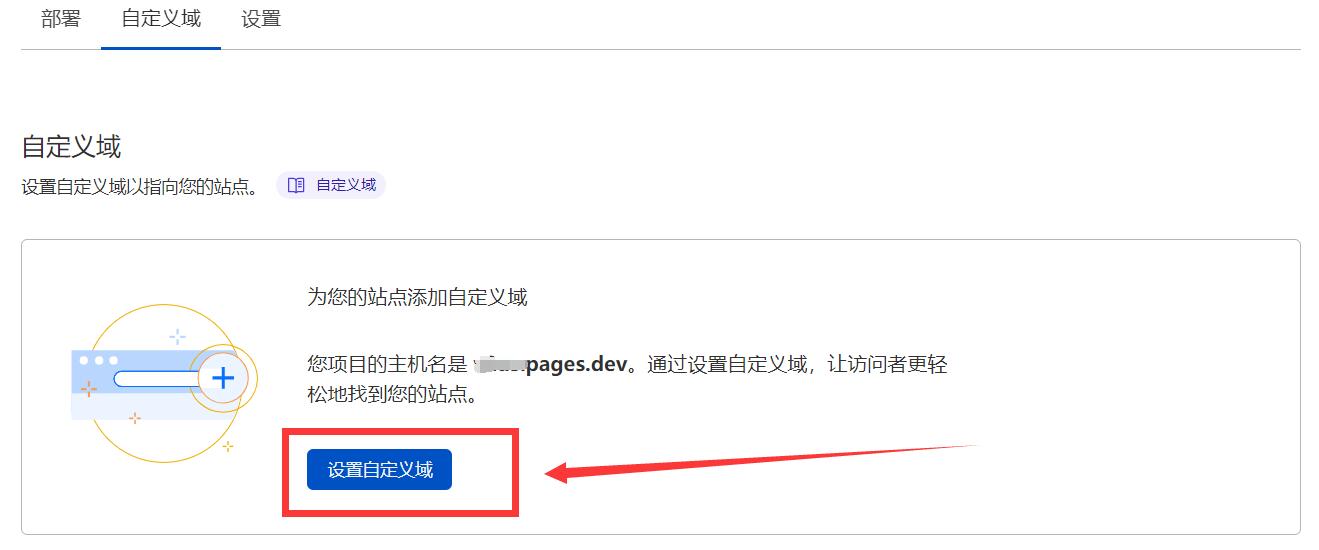 部署 自定义域 设置
自定义域
设置自定义域以指向您的站点。 自定义域
为您的站点添加自定义域
您项目的主机名是 pages.dev。通过设置自定义域，让访问者更轻
松地找到您的站点。
设置自定义域